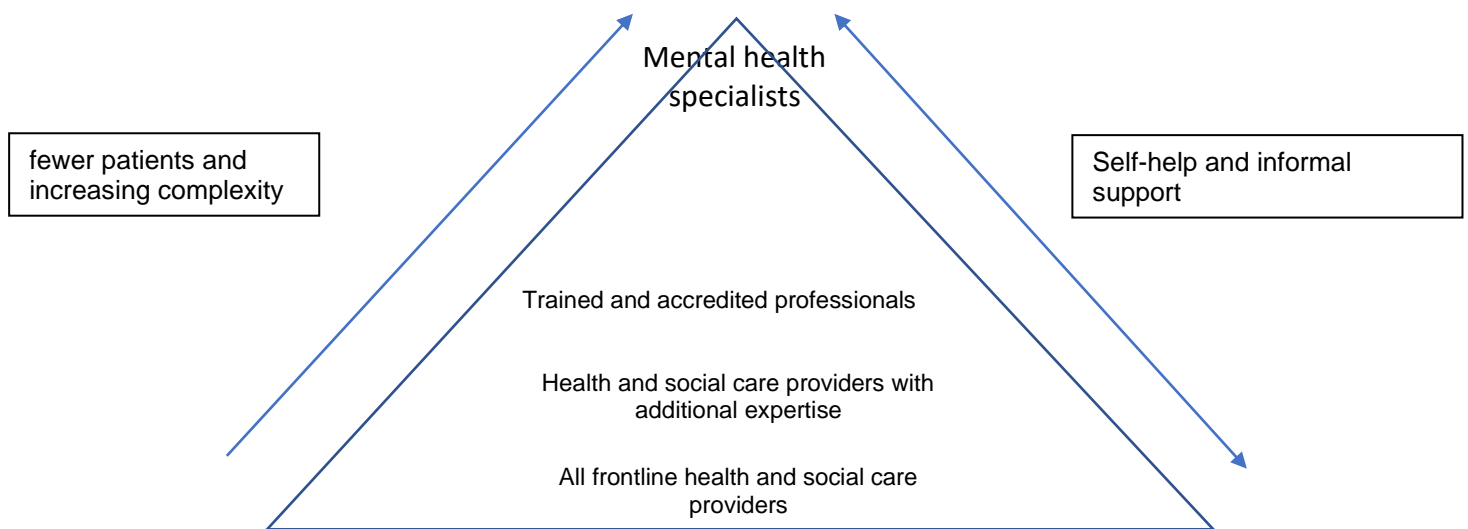 Mental health
specialists
fewer patients and
increasing complexity
Self-help and informal
support
Trained and accredited professionals
Health and social care providers with
additional expertise
All frontline health and social care
providers